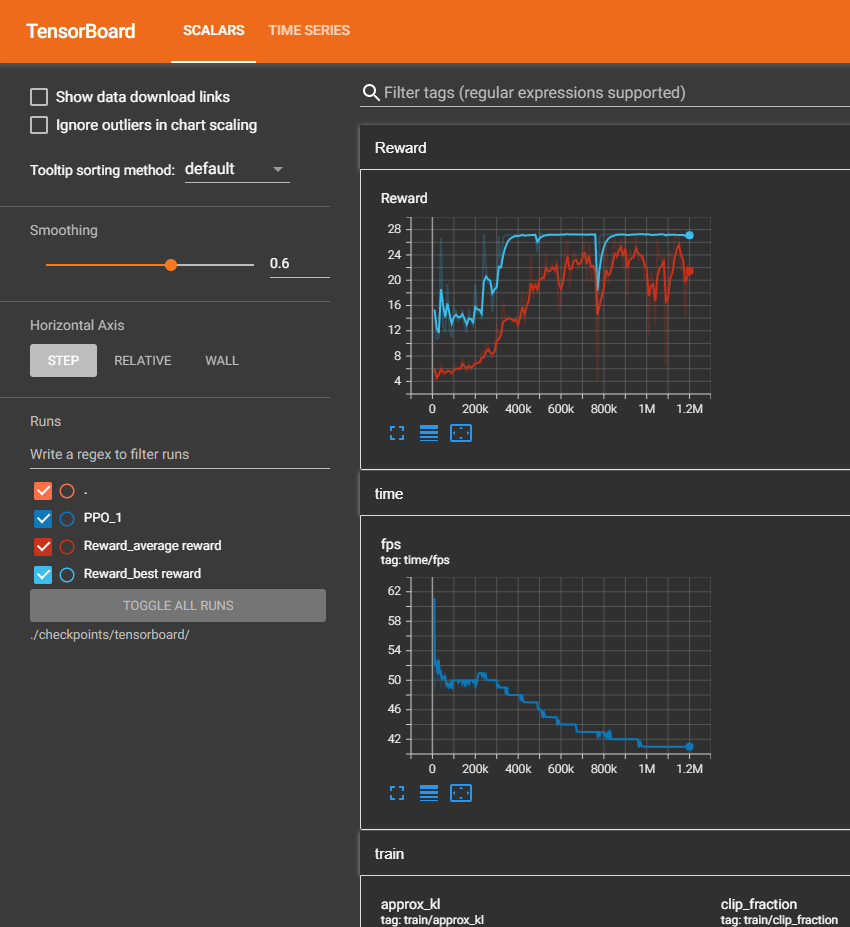 TensorBoard SCALARS TIME SERIES
Show data download links
Ignore outliers in chart scaling
Tooltip sorting method: default
Smoothing
0.6
Horizontal Axis
STEP RELATIVE WALL
Runs
Write a regex to filter runs
.
PPO_1
Reward_average reward
Reward_best reward
TOGGLE ALL RUNS
./checkpoints/tensorboard/
Filter tags (regular expressions supported)
Reward
Reward
28
24
20
16
12
8
4
0 200k 400k 600k 800k 1M 1.2M
time
fps
tag: time/fps
62
58
54
50
46
42
0 200k 400k 600k 800k 1M 1.2M
train
approx_kl
tag: train/approx_kl
clip_fraction
tag: train/clip_fraction